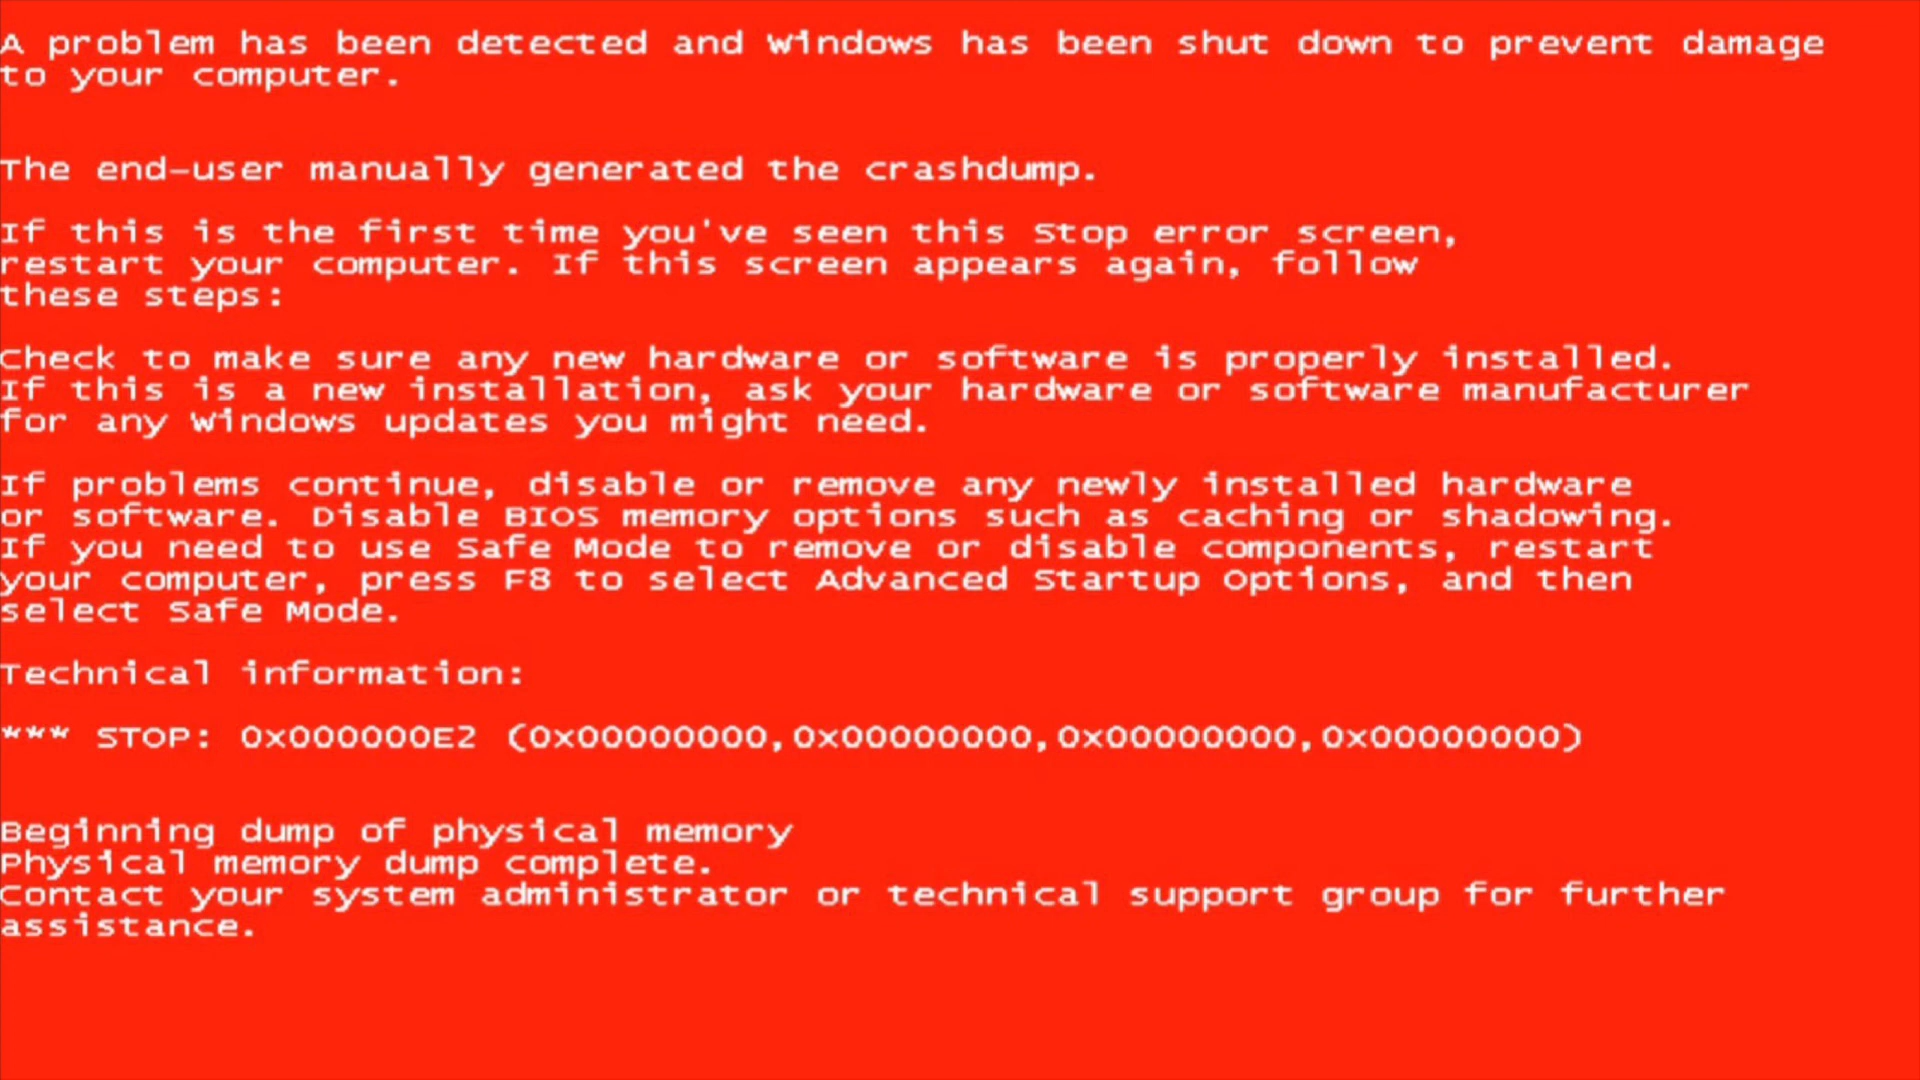 A problem has been detected and Windows has been shut down to prevent damage
to your computer.
The end-user manually generated the crashdump.
If this is the first time you've seen this Stop error screen,
restart your computer. If this screen appears again, follow
these steps:
Check to make sure any new hardware or software is properly installed.
If this is a new installation, ask your hardware or software manufacturer
for any Windows updates you might need.
If problems continue, disable or remove any newly installed hardware
or software. Disable BIOS memory options such as caching or shadowing.
If you need to use Safe Mode to remove or disable components, restart
your computer, press F8 to select Advanced Startup Options, and then
select Safe Mode.
Technical information:
*** STOP: 0x000000E2 (0x00000000,0x00000000,0x00000000,0x00000000)
Beginning dump of physical memory
Physical memory dump complete.
Contact your system administrator or technical support group for further
assistance.